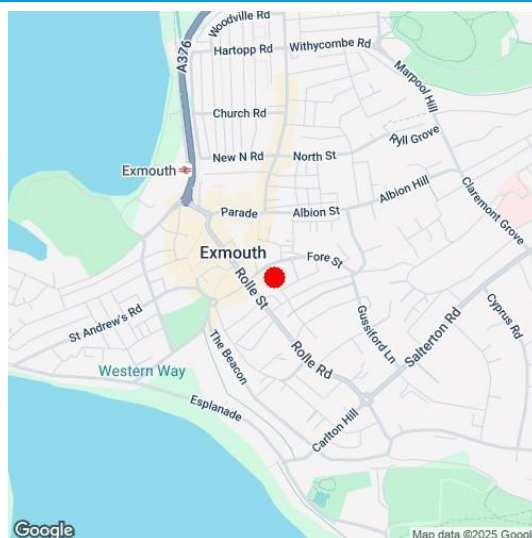 Woodville Rd
Hartopp Rd
Withycombe Rd
A376
Marpool Hill
Church Rd
Ryll Grove
New N Rd
North St
Exmouth
Claremont Grove
Albion Hill
Parade
Albion St
Exmouth
Fore St
Rolle St
Cyprus Rd
Salterton Rd
Gussiford Ln
St Andrew's Rd
The Beacon
Rolle Rd
Western Way
Esplanade
Carlton Hill
Google
Map data ©2025 Google